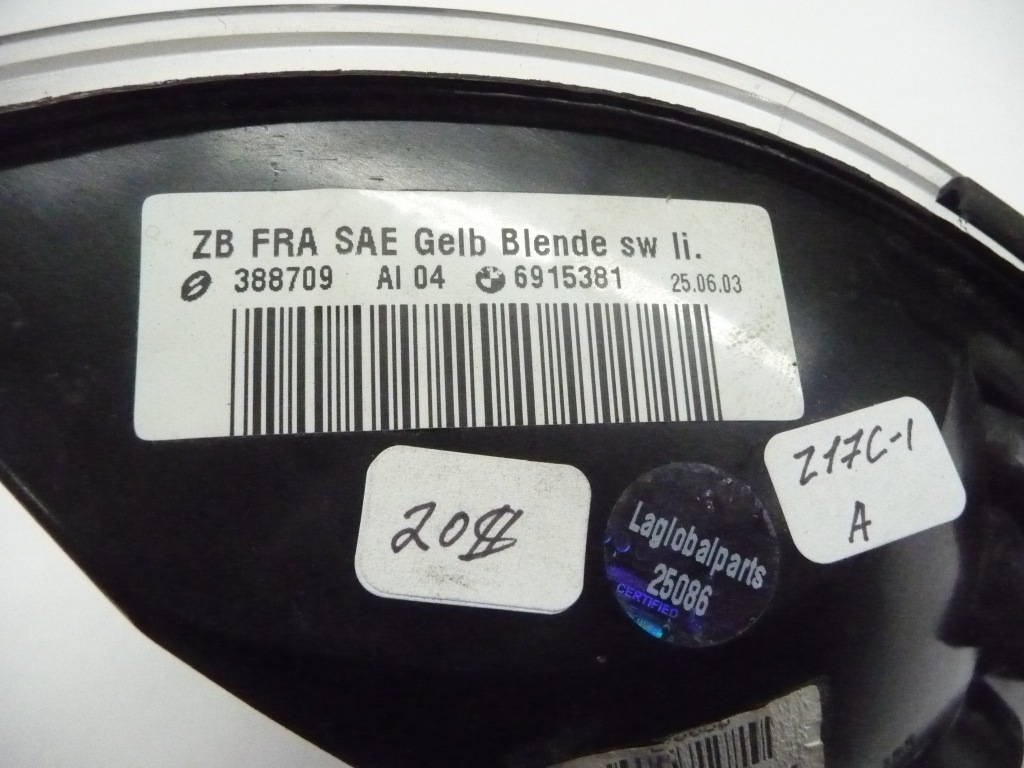 ZB FRA SAE Gelb Blende sw li.
388709 AI 04 6915381 25.06.03
20$
Laglobalparts
25086
CERTIFIED
Z17C-1
A